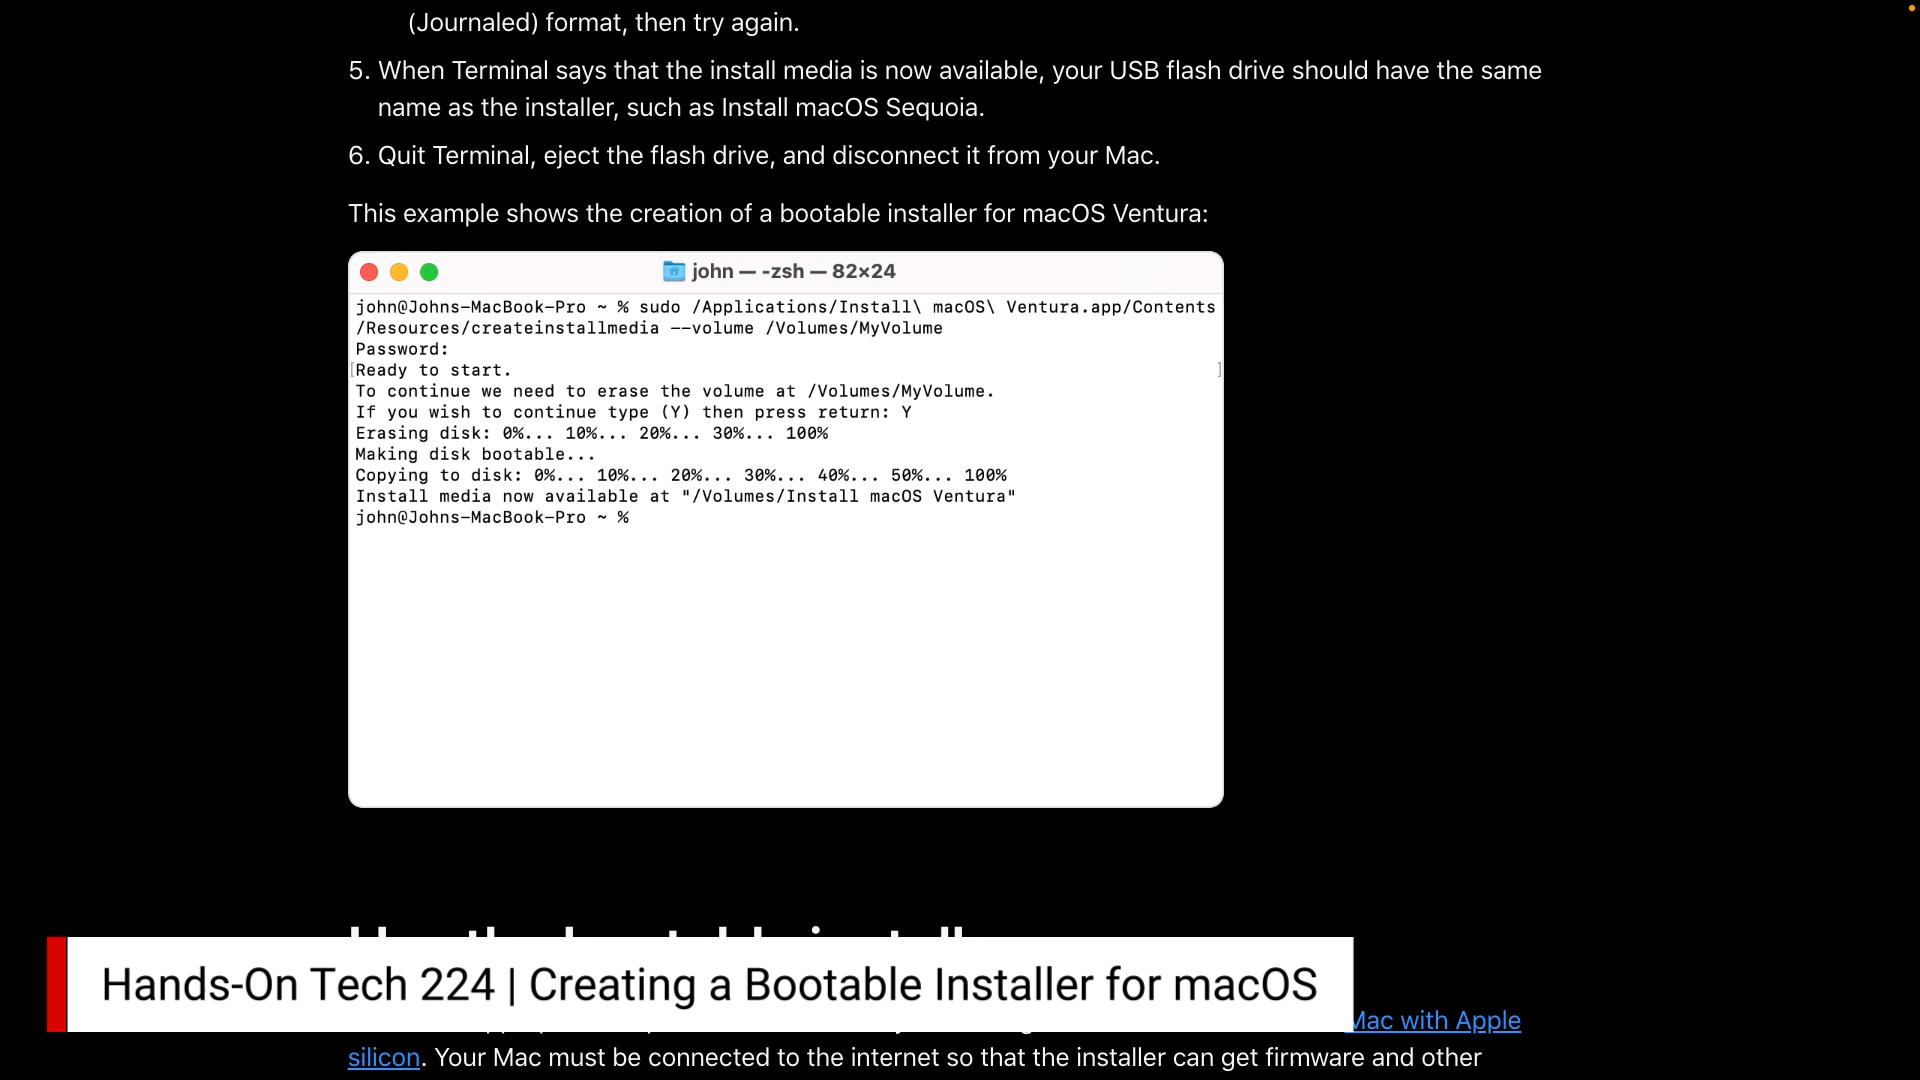 (Journaled) format, then try again.
5. When Terminal says that the install media is now available, your USB flash drive should have the same
name as the installer, such as Install macOS Sequoia.
6. Quit Terminal, eject the flash drive, and disconnect it from your Mac.
This example shows the creation of a bootable installer for macOS Ventura:
john — -zsh — 82×24
john@Johns-MacBook-Pro ~ % sudo /Applications/Install\ macOS\ Ventura.app/Contents
/Resources/createinstallmedia --volume /Volumes/MyVolume
Password:
[Ready to start. ]
To continue we need to erase the volume at /Volumes/MyVolume.
If you wish to continue type (Y) then press return: Y
Erasing disk: 0%... 10%... 20%... 30%... 100%
Making disk bootable...
Copying to disk: 0%... 10%... 20%... 30%... 40%... 50%... 100%
Install media now available at "/Volumes/Install macOS Ventura"
john@Johns-MacBook-Pro ~ %
Hands-On Tech 224 | Creating a Bootable Installer for macOS
Mac with Apple
silicon. Your Mac must be connected to the internet so that the installer can get firmware and other